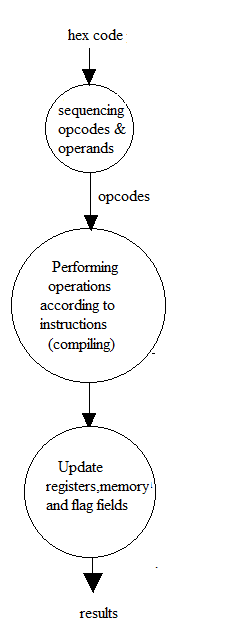 hex code
sequencing
opcodes &
operands
opcodes
Performing
operations
according to
instructions
(compiling)
Update
registers,memory
and flag fields
results